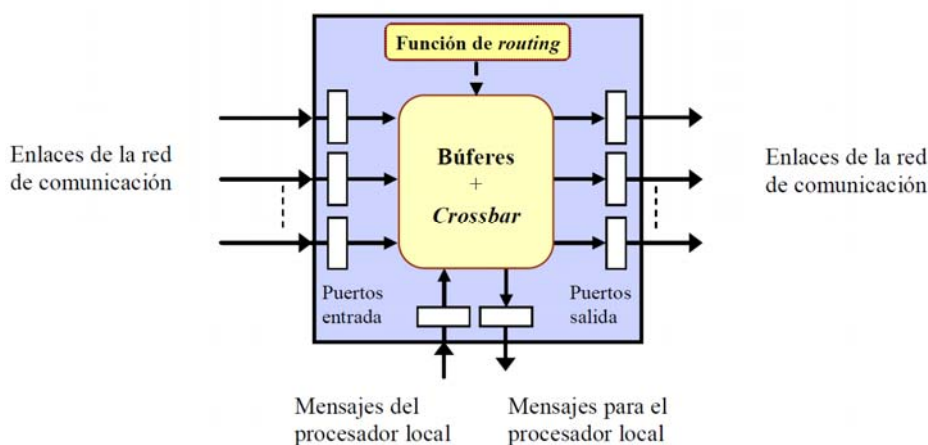 Función de routing
Enlaces de la red
de comunicación
Búferes
+
Crossbar
Enlaces de la red
de comunicación
Puertos
entrada
Puertos
salida
Mensajes del
procesador local
Mensajes para el
procesador local